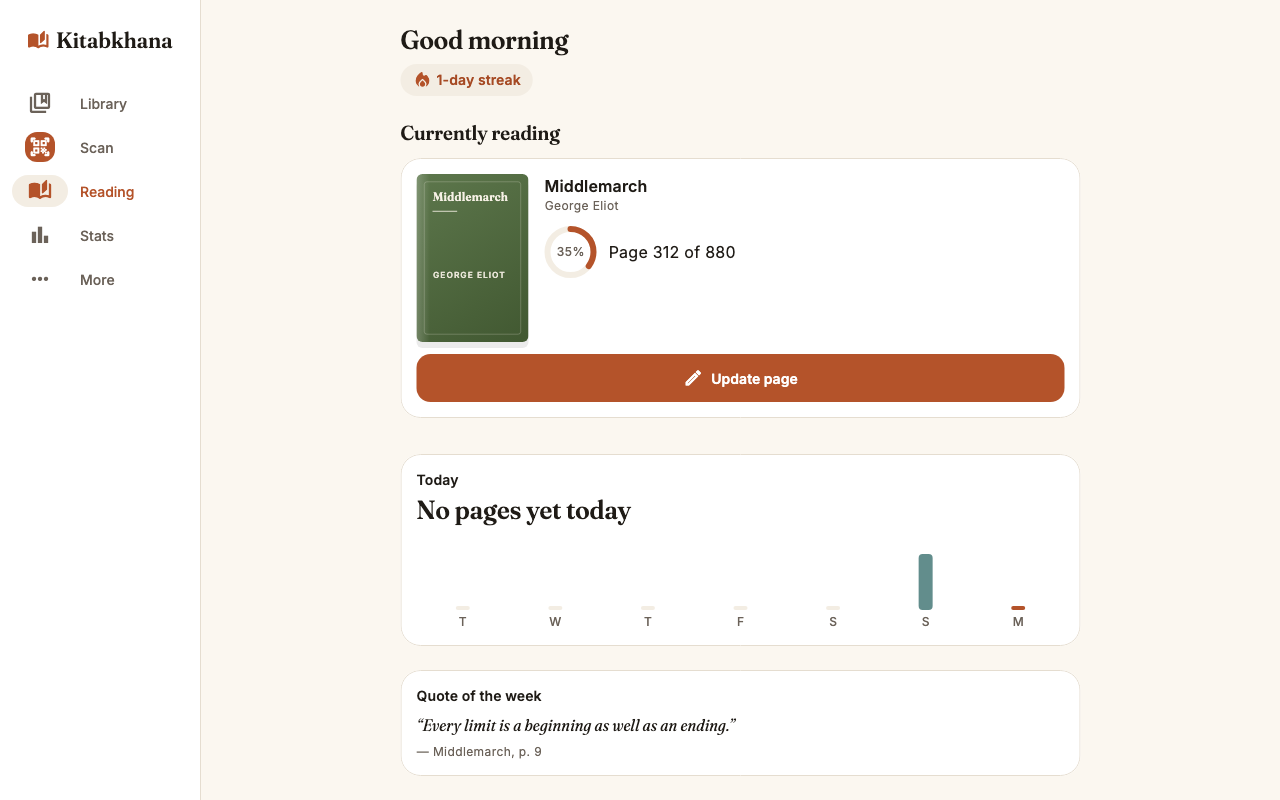 Kitabkhana
Library
Scan
Reading
Stats
More
Good morning
1-day streak
Currently reading
Middlemarch
GEORGE ELIOT
Middlemarch
George Eliot
35%
Page 312 of 880
Update page
Today
No pages yet today
T W T F S S M
Quote of the week
“Every limit is a beginning as well as an ending.”
— Middlemarch, p. 9